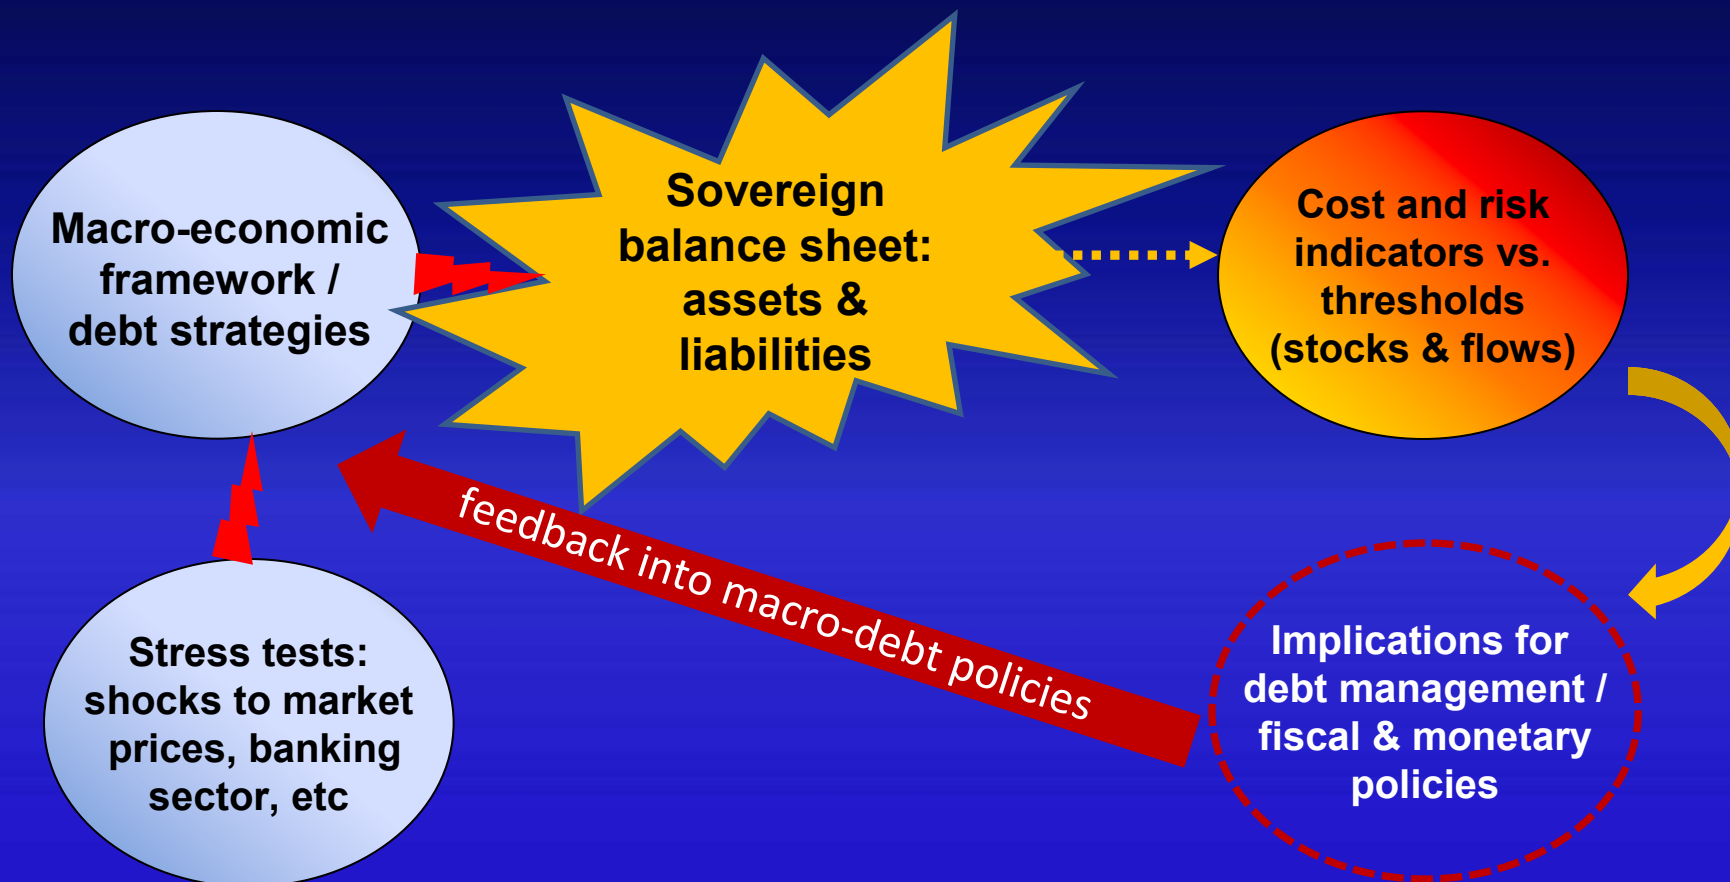 Macro-economic
framework /
debt strategies
Sovereign
balance sheet:
assets &
liabilities
Cost and risk
indicators vs.
thresholds
(stocks & flows)
feedback into macro-debt policies
Stress tests:
shocks to market
prices, banking
sector, etc
Implications for
debt management /
fiscal & monetary
policies